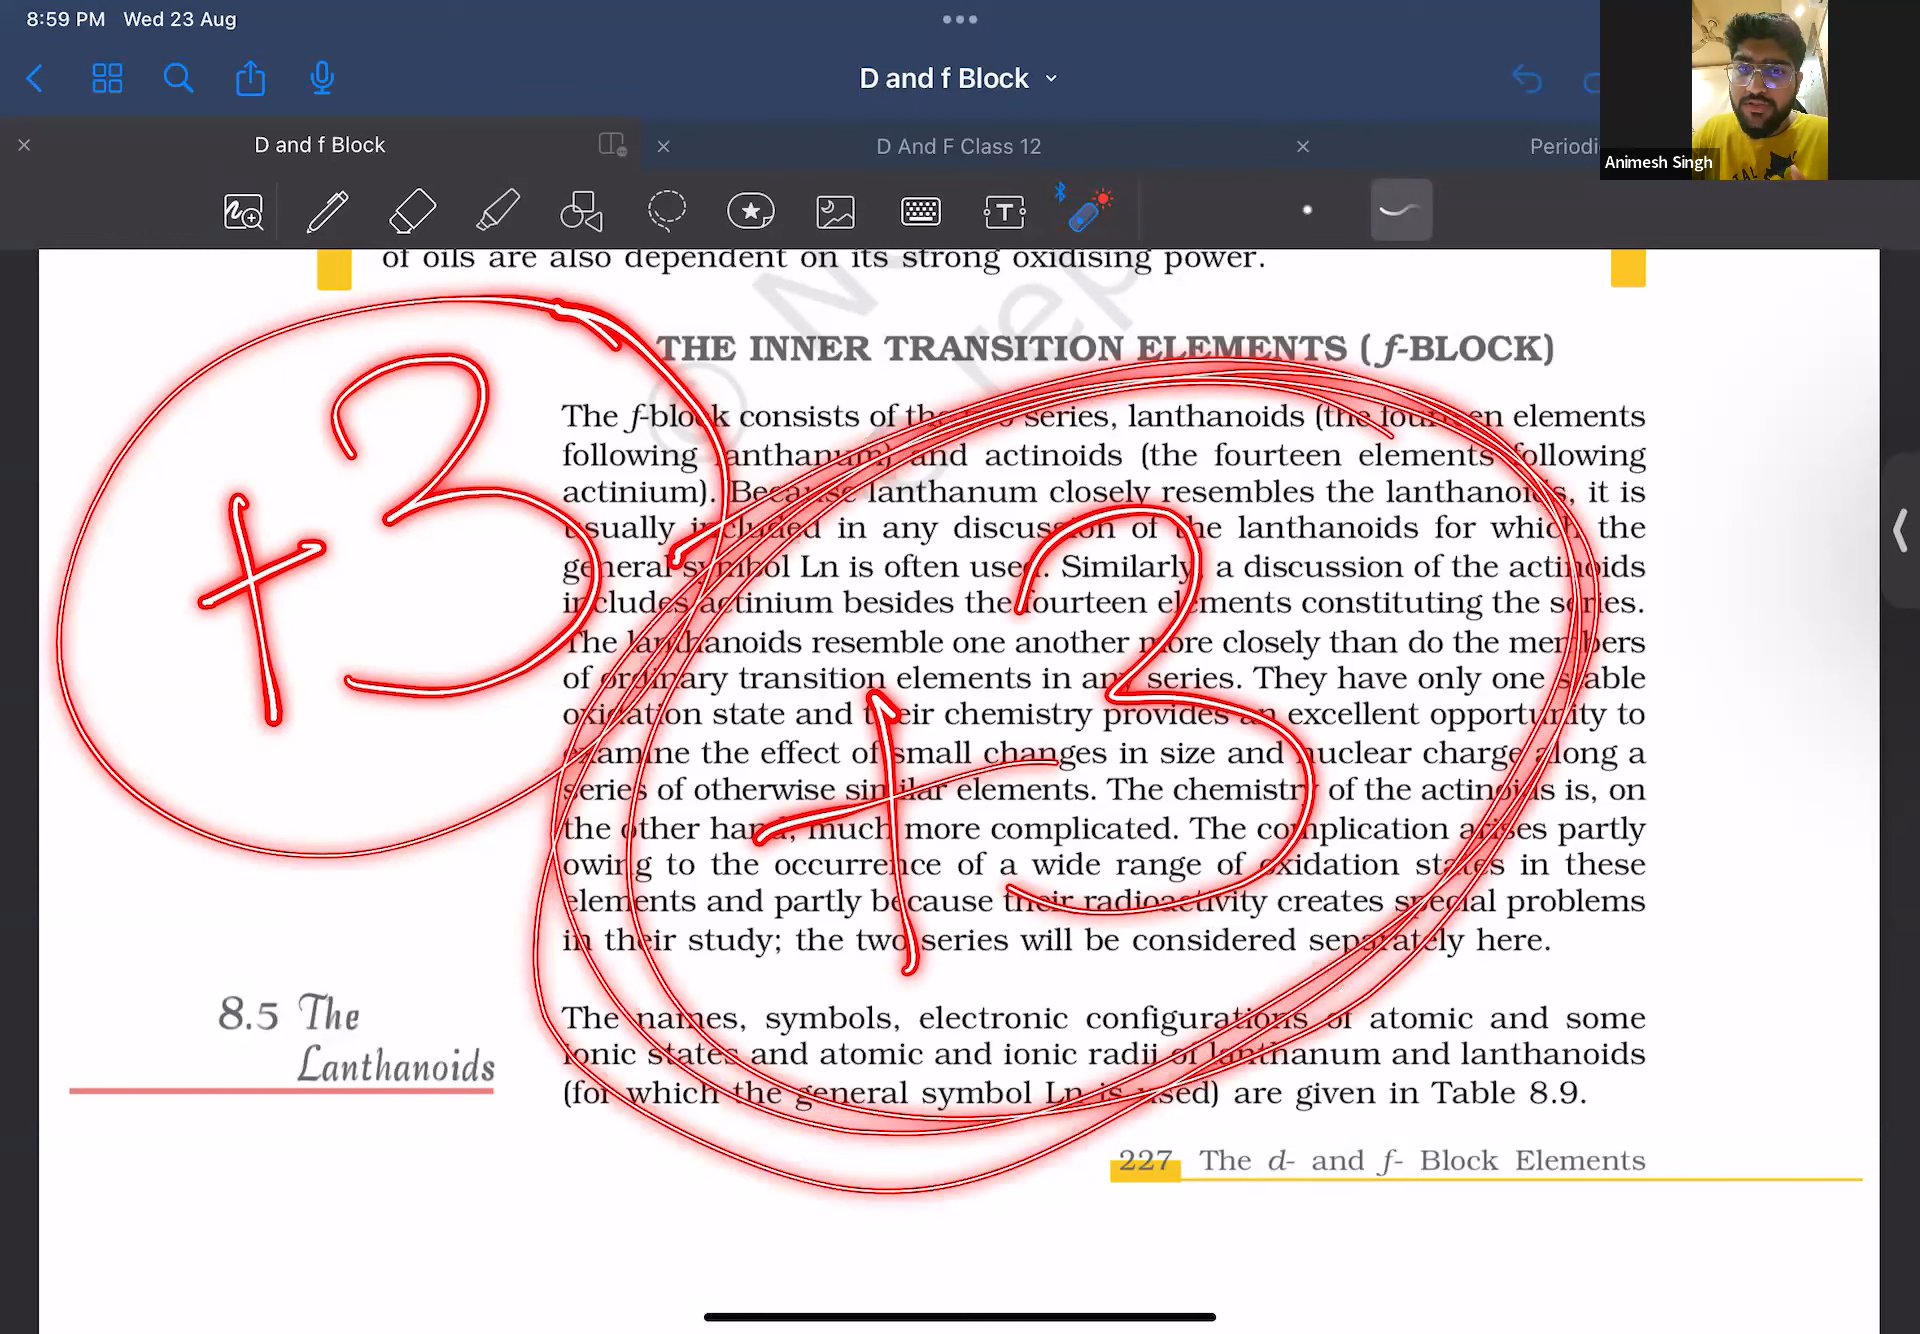 8:59 PM Wed 23 Aug
D and f Block
D and f Block
D And F Class 12
Periodi
Animesh Singh
of oils are also dependent on its strong oxidising power.
THE INNER TRANSITION ELEMENTS (f-BLOCK)
The f-block consists of the two series, lanthanoids (the fourteen elements
following lanthanum) and actinoids (the fourteen elements following
actinium). Because lanthanum closely resembles the lanthanoids, it is
usually included in any discussion of the lanthanoids for which the
general symbol Ln is often used. Similarly, a discussion of the actinoids
includes actinium besides the fourteen elements constituting the series.
The lanthanoids resemble one another more closely than do the members
of ordinary transition elements in any series. They have only one stable
oxidation state and their chemistry provides an excellent opportunity to
examine the effect of small changes in size and nuclear charge along a
series of otherwise similar elements. The chemistry of the actinoids is, on
the other hand, much more complicated. The complication arises partly
owing to the occurrence of a wide range of oxidation states in these
elements and partly because their radioactivity creates special problems
in their study; the two series will be considered separately here.
+3
+3
8.5 The
Lanthanoids
The names, symbols, electronic configurations of atomic and some
ionic states and atomic and ionic radii of lanthanum and lanthanoids
(for which the general symbol Ln is used) are given in Table 8.9.
227 The d- and f- Block Elements